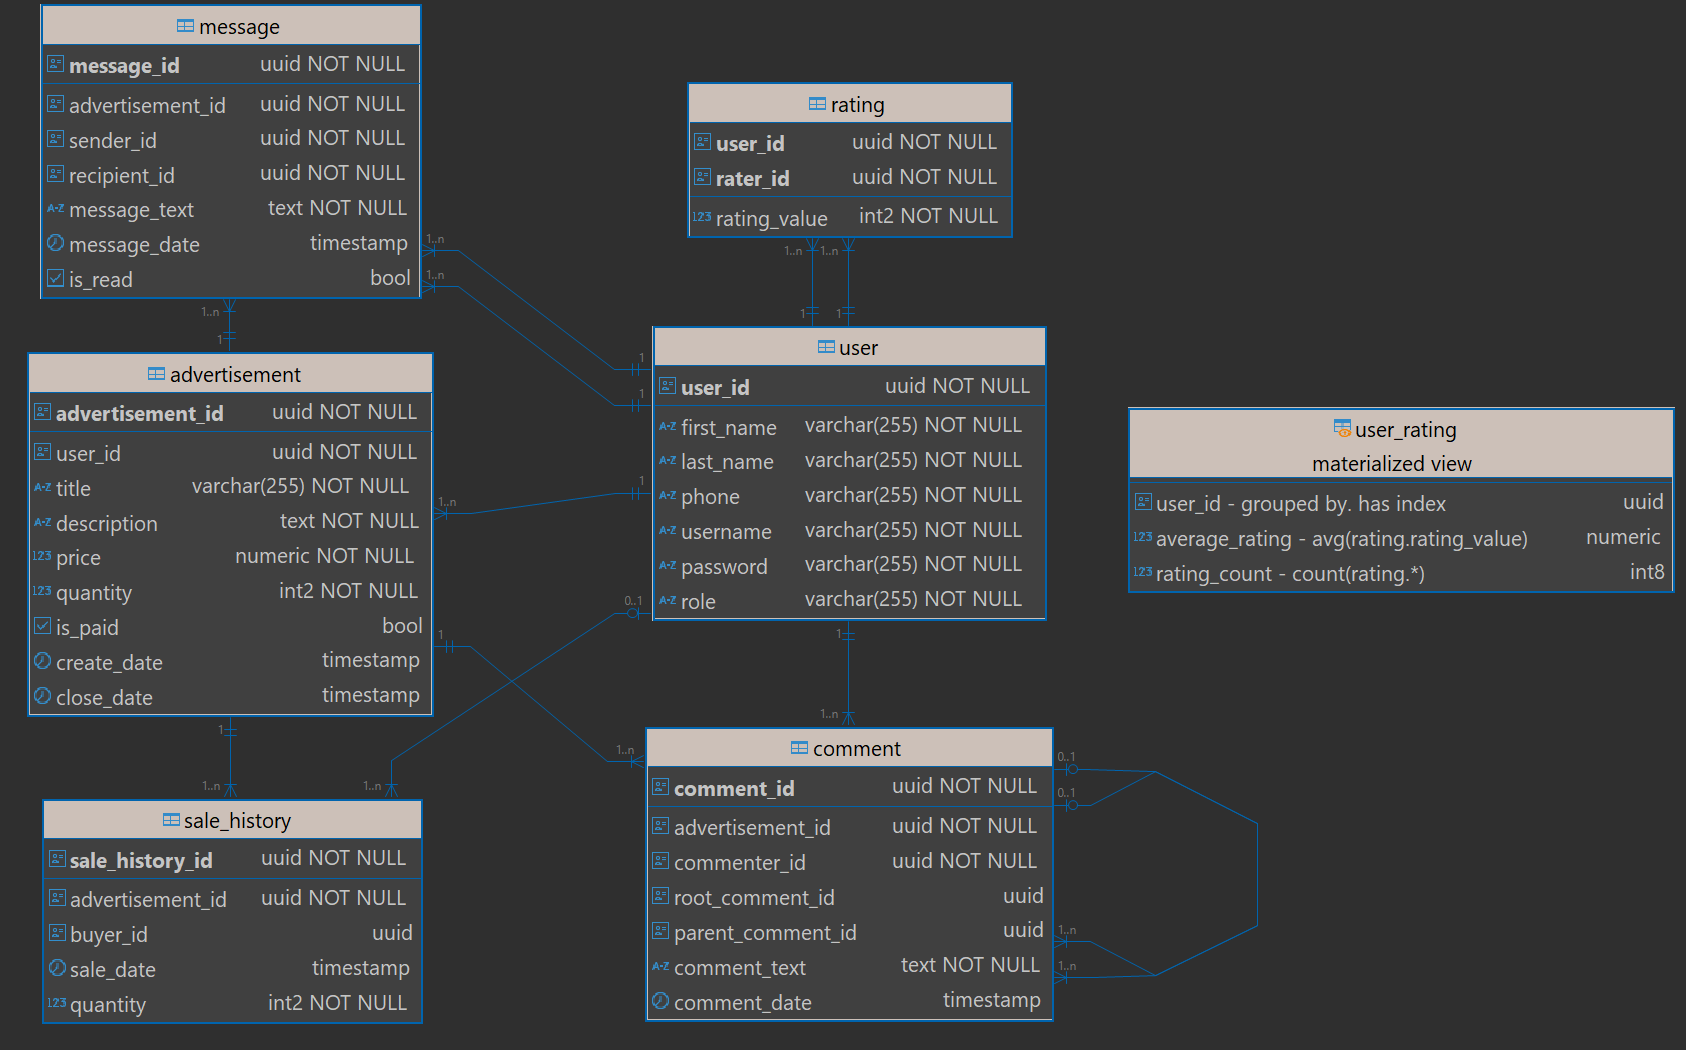 message
message_id uuid NOT NULL
advertisement_id uuid NOT NULL
sender_id uuid NOT NULL
recipient_id uuid NOT NULL
A-Z message_text text NOT NULL
message_date timestamp
is_read bool
1..n
1..n
1..n
1
rating
user_id uuid NOT NULL
rater_id uuid NOT NULL
123 rating_value int2 NOT NULL
1..n 1..n
1 1
advertisement
advertisement_id uuid NOT NULL
user_id uuid NOT NULL
A-Z title varchar(255) NOT NULL
A-Z description text NOT NULL
123 price numeric NOT NULL
123 quantity int2 NOT NULL
is_paid bool
create_date timestamp
close_date timestamp
1..n
1
1
1..n
1..n
user
user_id uuid NOT NULL
A-Z first_name varchar(255) NOT NULL
A-Z last_name varchar(255) NOT NULL
A-Z phone varchar(255) NOT NULL
A-Z username varchar(255) NOT NULL
A-Z password varchar(255) NOT NULL
A-Z role varchar(255) NOT NULL
1
1
1
0..1
1
1..n
user_rating
materialized view
user_id - grouped by. has index uuid
123 average_rating - avg(rating.rating_value) numeric
123 rating_count - count(rating.*) int8
sale_history
sale_history_id uuid NOT NULL
advertisement_id uuid NOT NULL
buyer_id uuid
sale_date timestamp
123 quantity int2 NOT NULL
1..n
comment
comment_id uuid NOT NULL
advertisement_id uuid NOT NULL
commenter_id uuid NOT NULL
root_comment_id uuid
parent_comment_id uuid
A-Z comment_text text NOT NULL
comment_date timestamp
0..1
0..1
1..n
1..n